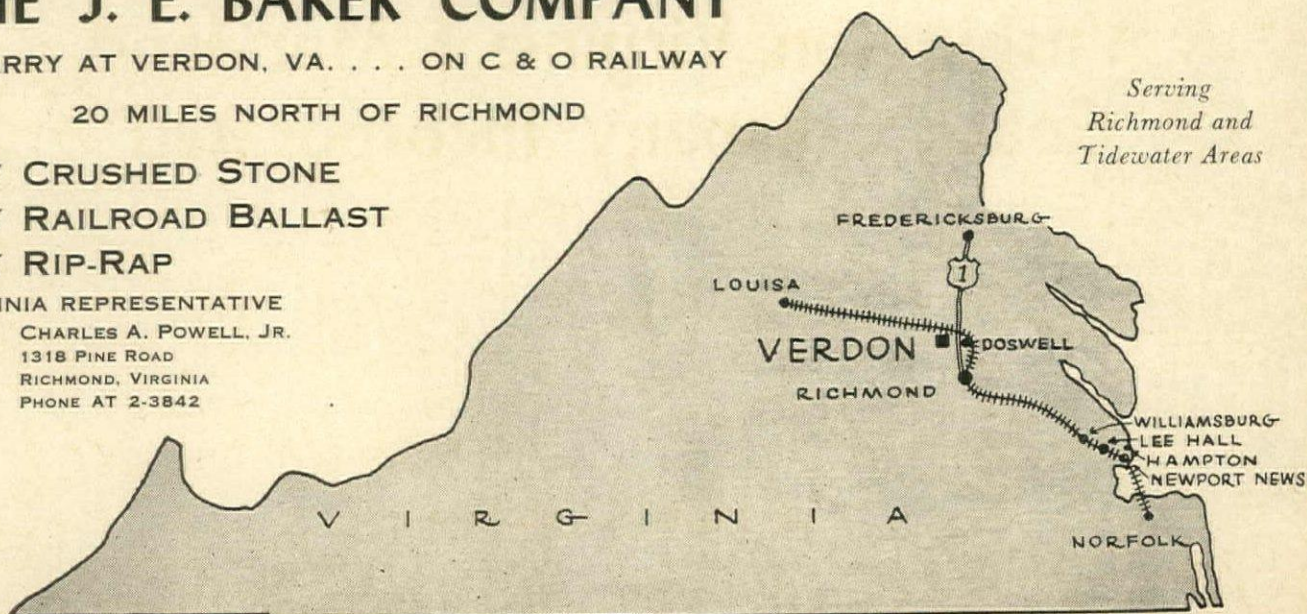 J. E. BAKER COMPANY
AT VERDON, VA. . . . ON C & O RAILWAY
20 MILES NORTH OF RICHMOND
CRUSHED STONE
RAILROAD BALLAST
RIP-RAP
REPRESENTATIVE
CHARLES A. POWELL, JR.
1318 PINE ROAD
RICHMOND, VIRGINIA
PHONE AT 2-3842
Serving
Richmond and
Tidewater Areas
FREDERICKSBURG
1
LOUISA
VERDON
DOSWELL
RICHMOND
WILLIAMSBURG
LEE HALL
HAMPTON
NEWPORT NEWS
NORFOLK
VIRGINIA